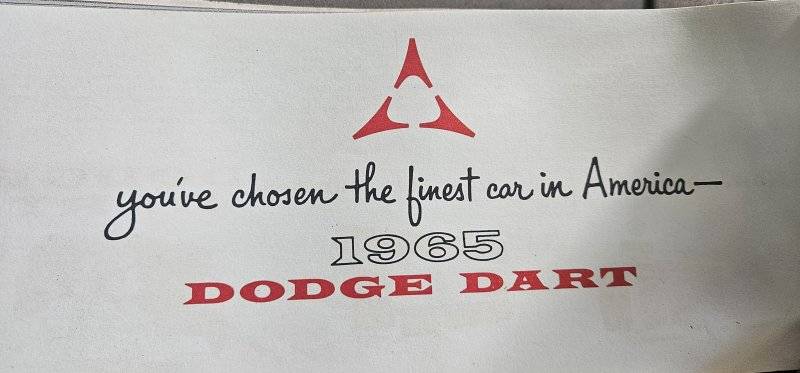 you've chosen the finest car in America—
1965
DODGE DART